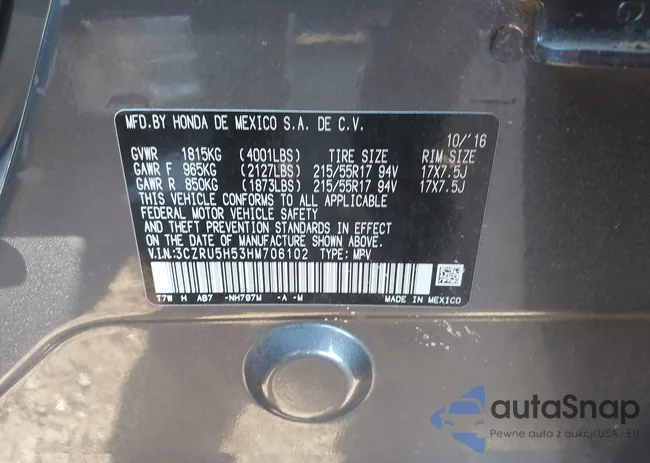 MFD.BY HONDA DE MEXICO S.A. DE C.V.
10/'16
GVWR 1815KG (4001LBS) TIRE SIZE RIM SIZE
GAWR F 965KG (2127LBS) 215/55R17 94V 17X7.5J
GAWR R 850KG (1873LBS) 215/55R17 94V 17X7.5J
THIS VEHICLE CONFORMS TO ALL APPLICABLE
FEDERAL MOTOR VEHICLE SAFETY
AND THEFT PREVENTION STANDARDS IN EFFECT
ON THE DATE OF MANUFACTURE SHOWN ABOVE.
V.I.N:3CZRU5H53HM706102 TYPE: MPV
T7W H AB7 -NH797M -A -M
MADE IN MEXICO
autaSnap
Pewne auta z aukcji USA - EU